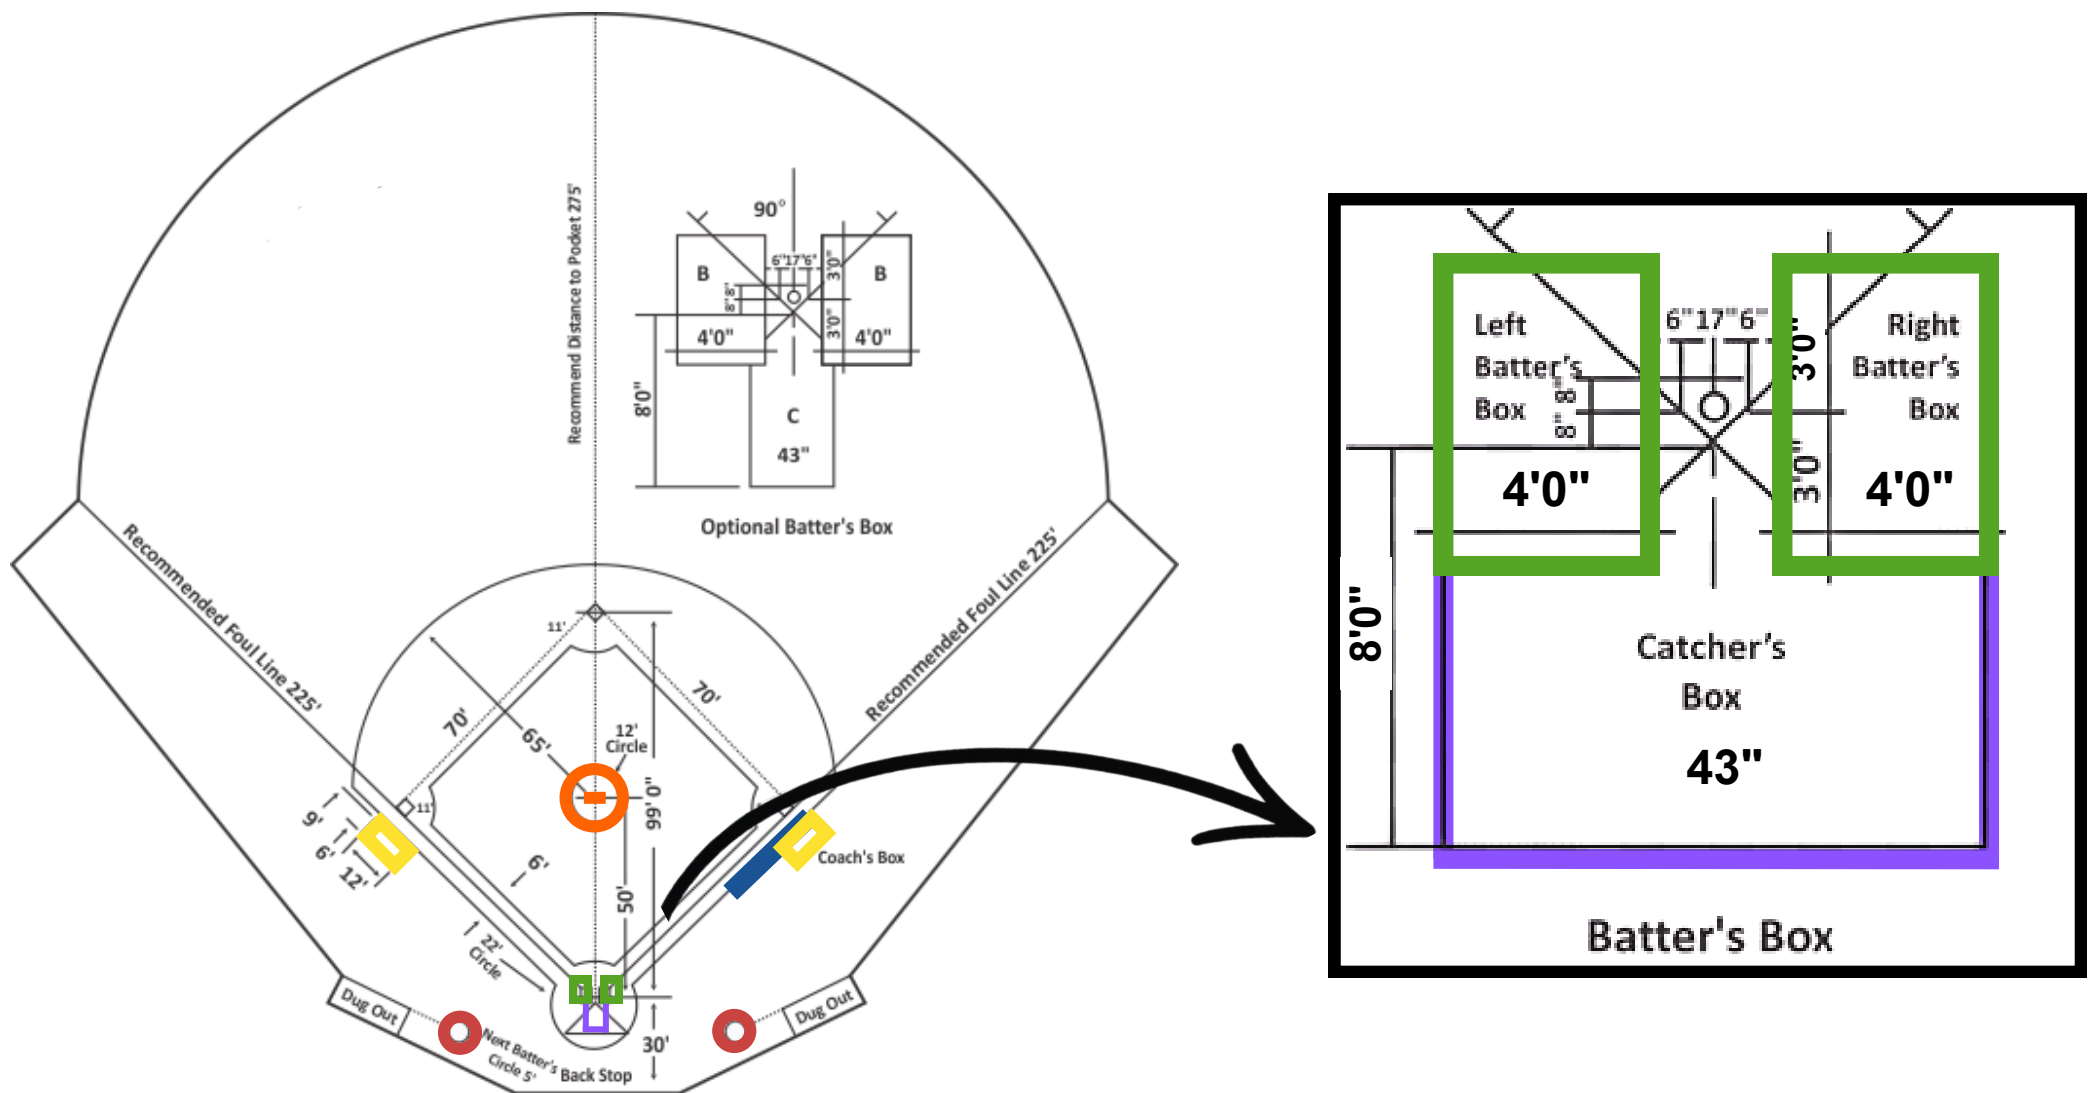 Recommend Distance to Pocket 275'
90°
B
B
6"17"6"
3'0"
8"8"
3'0"
4'0"
4'0"
8'0"
C
43"
Optional Batter's Box
Recommended Foul Line 225'
Recommended Foul Line 225'
11'
70'
70'
65'
12'
Circle
99' 0"
11'
9'
6'
12'
6'
50'
Coach's Box
22'
Circle
Dug Out
Dug Out
Next Batter's
Circle 5'
Back Stop
30'
Left
Batter's
Box
6"17"6"
3'0"
Right
Batter's
Box
8" 8"
3'0"
4'0"
4'0"
8'0"
Catcher's
Box
43"
Batter's Box